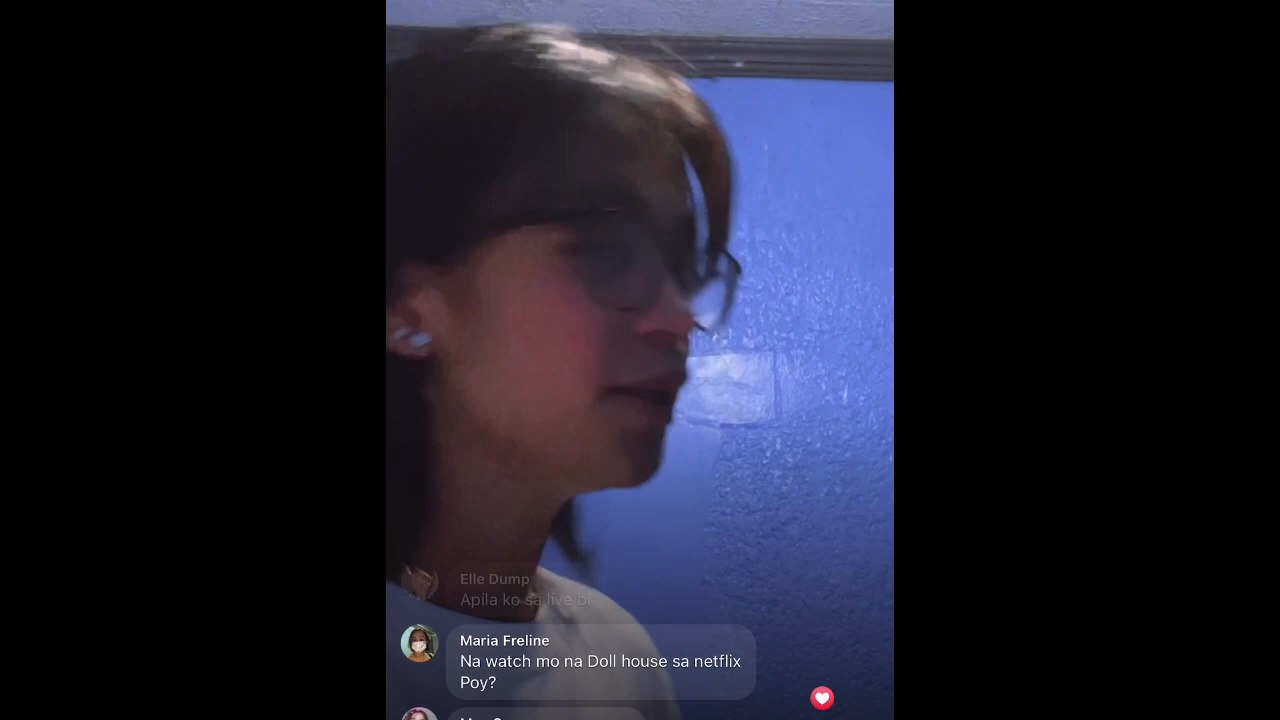 Elle Dump
Apila ko sa live bi
Maria Freline
Na watch mo na Doll house sa netflix
Poy?